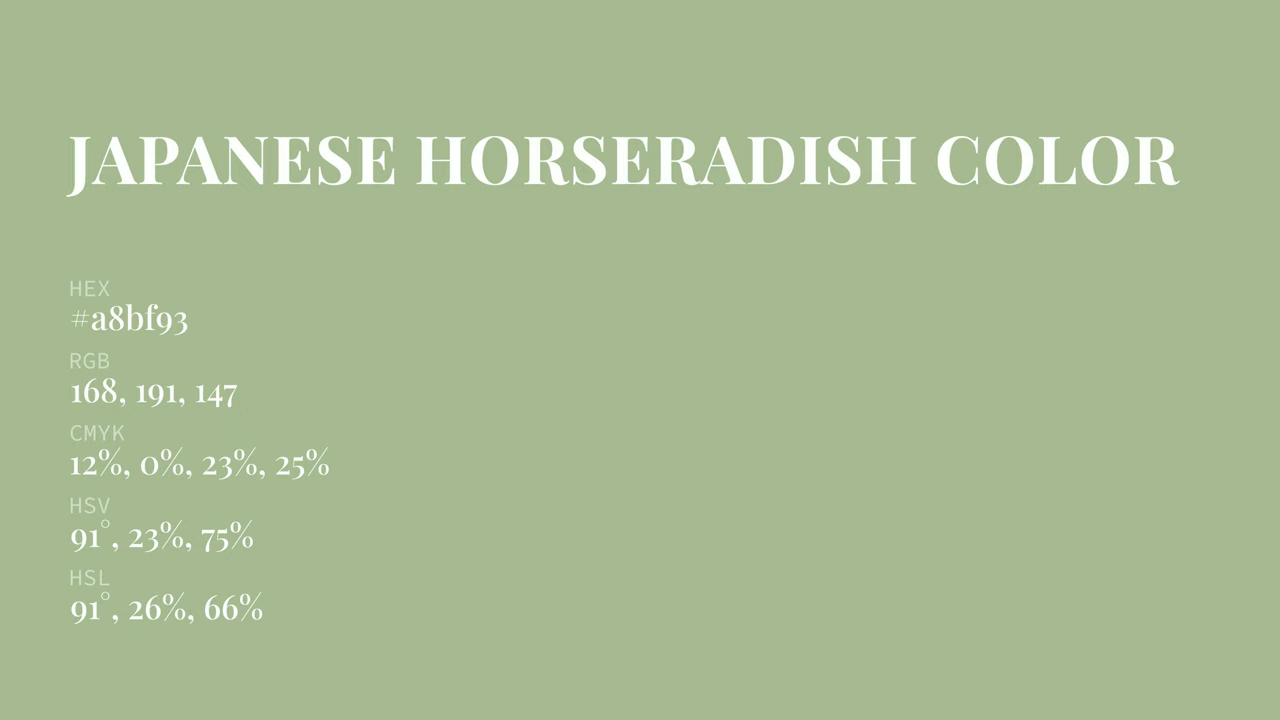 JAPANESE HORSERADISH COLOR
HEX
#a8bf93
RGB
168, 191, 147
CMYK
12%, 0%, 23%, 25%
HSV
91°, 23%, 75%
HSL
91°, 26%, 66%